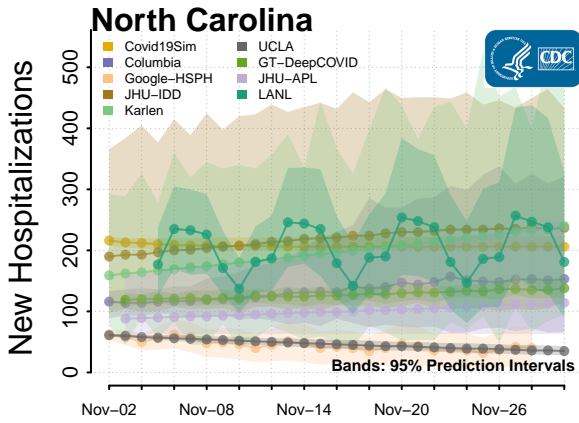 North Carolina
Covid19Sim
Columbia
Google−HSPH
JHU−IDD
Karlen
UCLA
GT−DeepCOVID
JHU−APL
LANL
CDC
New Hospitalizations
500
400
300
200
100
0
Bands: 95% Prediction Intervals
Nov−02 Nov−08 Nov−14 Nov−20 Nov−26